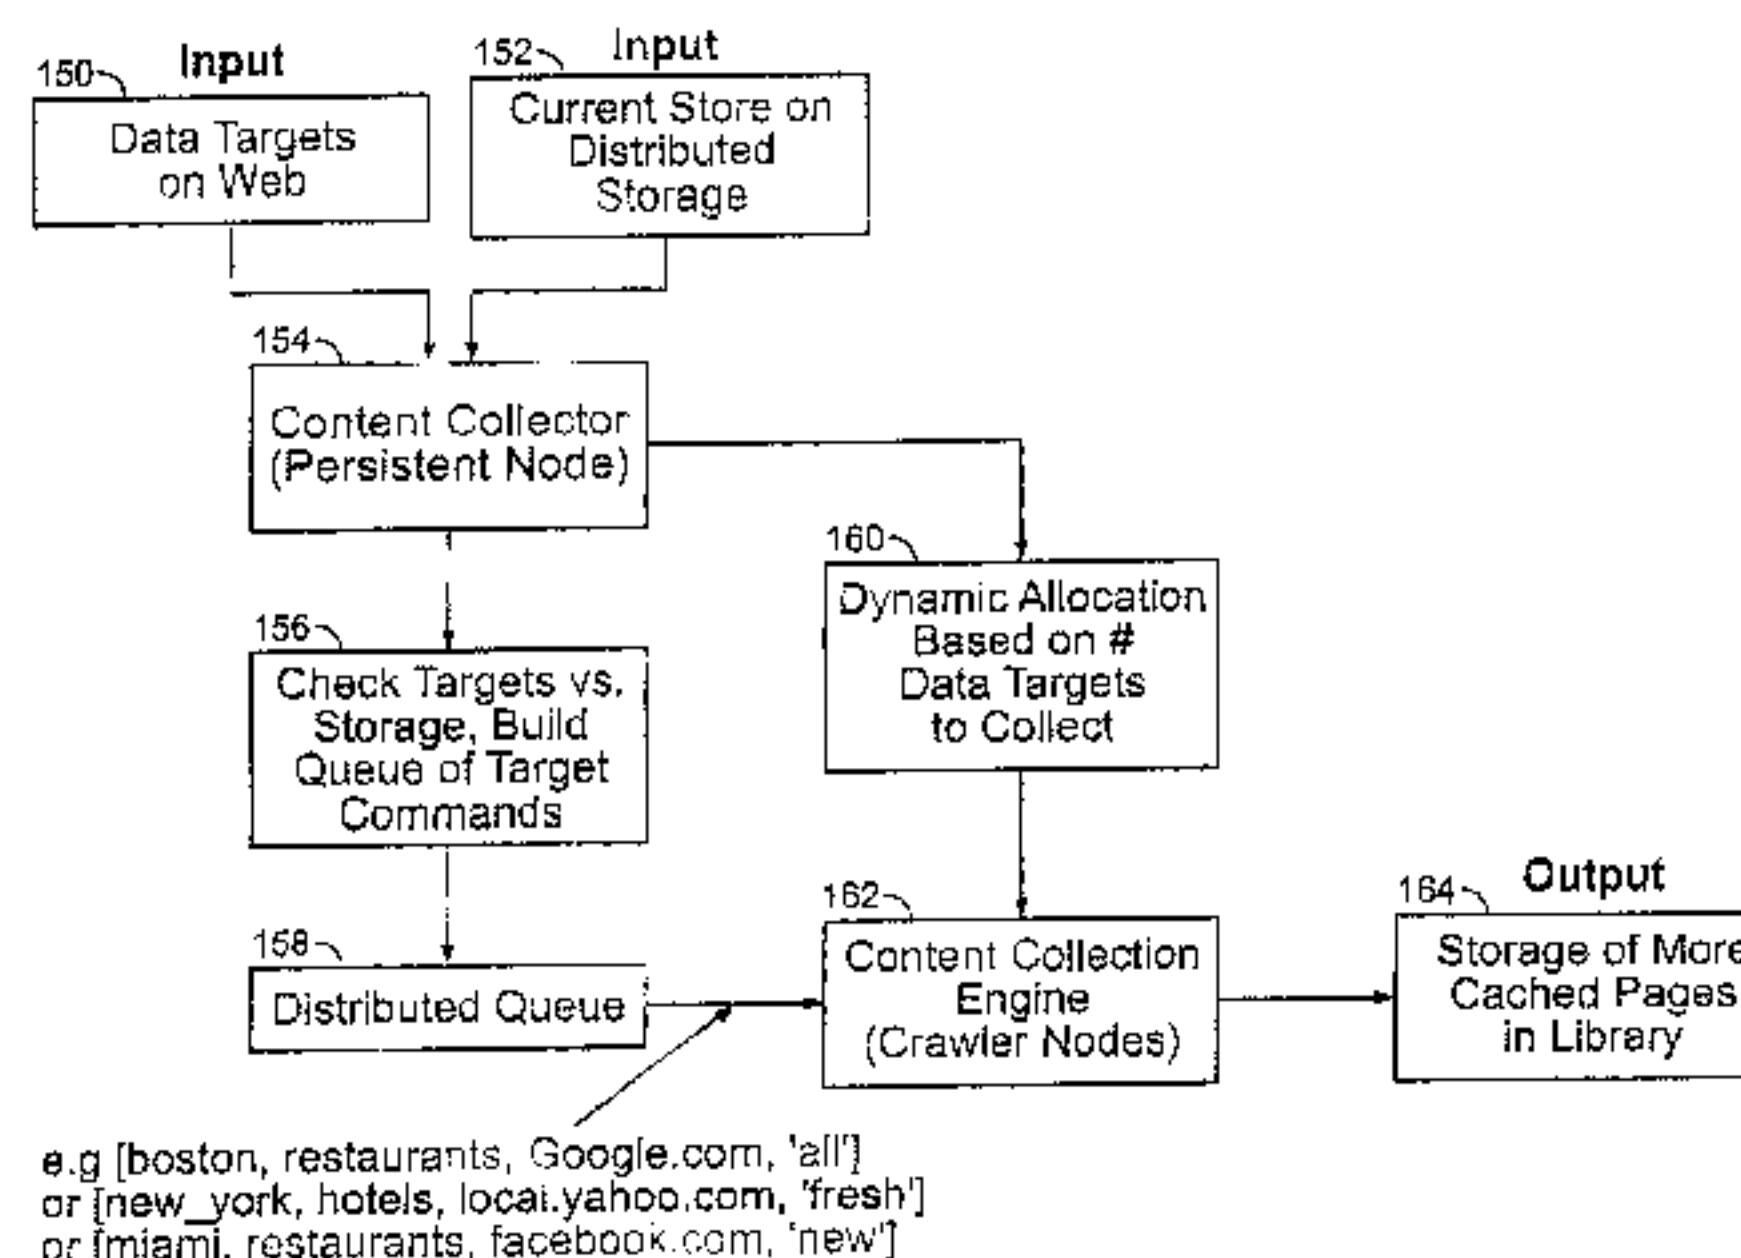 150
Input
Data Targets
on Web
152
Input
Current Store on
Distributed
Storage
154
Content Collector
(Persistent Node)
156
Check Targets vs.
Storage, Build
Queue of Target
Commands
158
Distributed Queue
160
Dynamic Allocation
Based on #
Data Targets
to Collect
162
Content Collection
Engine
(Crawler Nodes)
164
Output
Storage of More
Cached Pages
in Library
e.g [boston, restaurants, Google.com, 'all']
or [new_york, hotels, local.yahoo.com, 'fresh']
or [miami, restaurants, facebook.com, 'new']